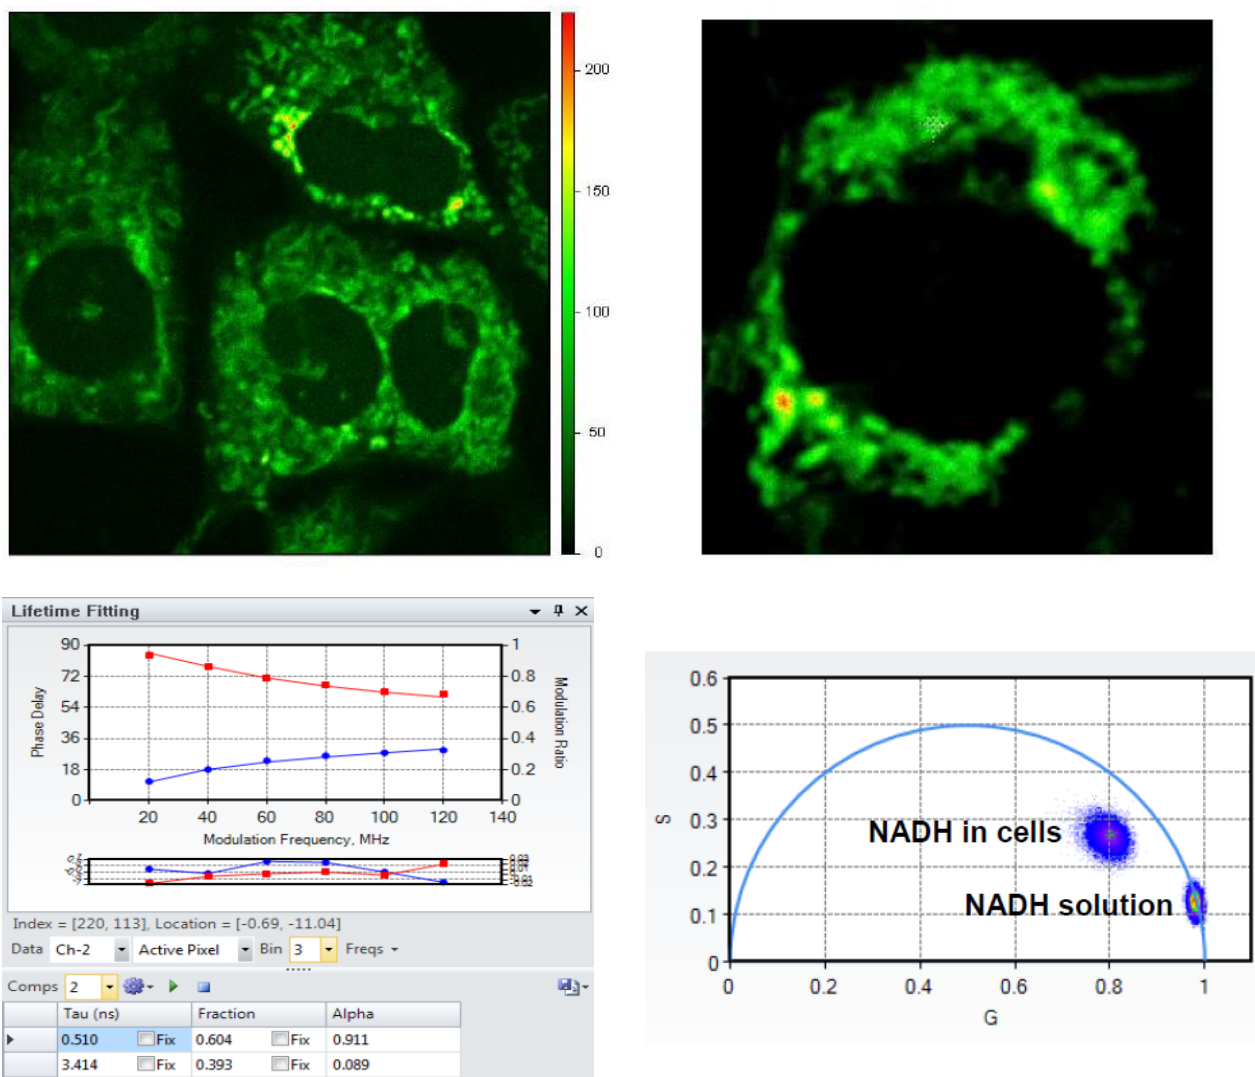 200
150
100
50
0
Lifetime Fitting
90
72
54
36
18
0
Phase Delay
1
0.8
0.6
0.4
0.2
0
Modulation Ratio
20 40 60 80 100 120 140
Modulation Frequency, MHz
Index = [220, 113], Location = [-0.69, -11.04]
Data Ch-2 Active Pixel Bin 3 Freqs
Comps 2
Tau (ns) Fraction Alpha
0.510 Fix 0.604 Fix 0.911
3.414 Fix 0.393 Fix 0.089
0.6
0.5
0.4
0.3
0.2
0.1
0
S
NADH in cells
NADH solution
0 0.2 0.4 0.6 0.8 1
G